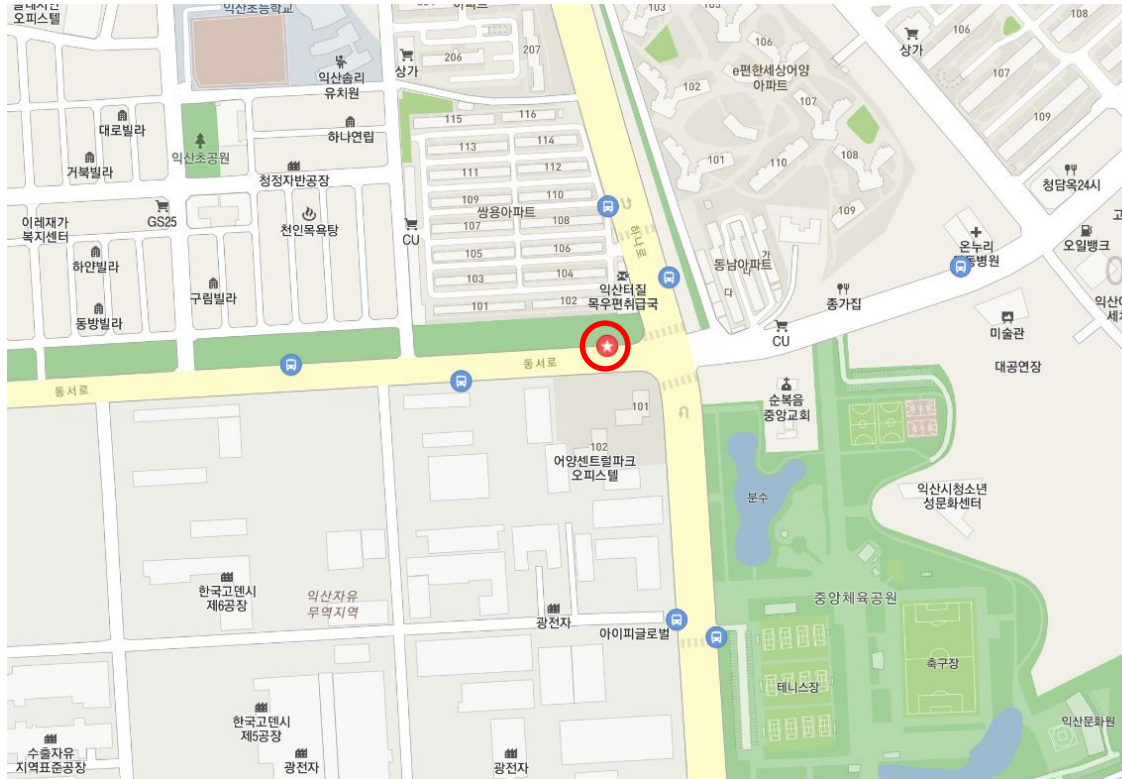 오피스텔
익산초등학교
아파트
206
207
103
105
106
108
상가
상가
107
109
e편한세상어양
아파트
102
107
101
110
108
109
익산솜리
유치원
대로빌라
하나연립
거북빌라
익산초공원
청정자반공장
115
116
113
114
111
112
109
110
쌍용아파트
107
108
105
106
103
104
101
102
청담옥24시
이레재가
복지센터
GS25
천인목욕탕
CU
하나로
동남아파트
가
나
다
온누리
오일뱅크
하얀빌라
구림빌라
동방빌라
익산터질
목우편취급국
종가집
CU
미술관
대공연장
동서로
동서로
순복음
중앙교회
101
102
어양센트럴파크
오피스텔
분수
익산시청소년
성문화센터
한국고덴시
제6공장
익산자유
무역지역
광전자
아이피글로벌
중앙체육공원
축구장
테니스장
한국고덴시
제5공장
광전자
광전자
수출자유
지역표준공장
익산문화원